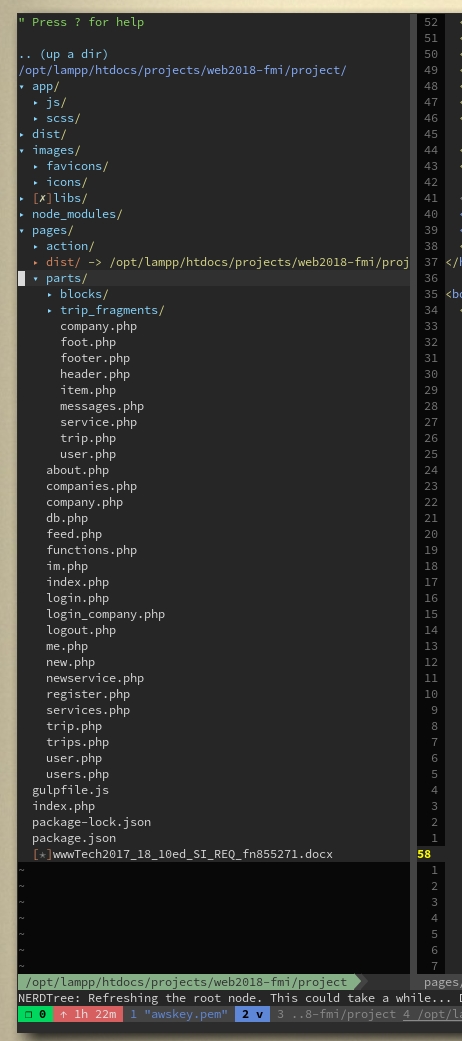 " Press ? for help
.. (up a dir)
/opt/lampp/htdocs/projects/web2018-fmi/project/
▾ app/
▸ js/
▸ scss/
▸ dist/
▾ images/
▸ favicons/
▸ icons/
▸ [✗]libs/
▸ node_modules/
▾ pages/
▸ action/
▸ dist/ -> /opt/lampp/htdocs/projects/web2018-fmi/proj
▾ parts/
▸ blocks/
▸ trip_fragments/
company.php
foot.php
footer.php
header.php
item.php
messages.php
service.php
trip.php
user.php
about.php
companies.php
company.php
db.php
feed.php
functions.php
im.php
index.php
login.php
login_company.php
logout.php
me.php
new.php
newservice.php
register.php
services.php
trip.php
trips.php
user.php
users.php
gulpfile.js
index.php
package-lock.json
package.json
[★]wwwTech2017_18_10ed_SI_REQ_fn855271.docx
~
~
~
~
~
~
~
52
51
50
49
48
47
46
45
44
43
42
41
40
39
38
37 </h
36
35 <bo
34
33
32
31
30
29
28
27
26
25
24
23
22
21
20
19
18
17
16
15
14
13
12
11
10
9
8
7
6
5
4
3
2
1
58
1
2
3
4
5
6
7
/opt/lampp/htdocs/projects/web2018-fmi/project pages/
NERDTree: Refreshing the root node. This could take a while... D
❐ 0 ↑ 1h 22m 1 "awskey.pem" 2 v 3 ..8-fmi/project 4 /opt/la